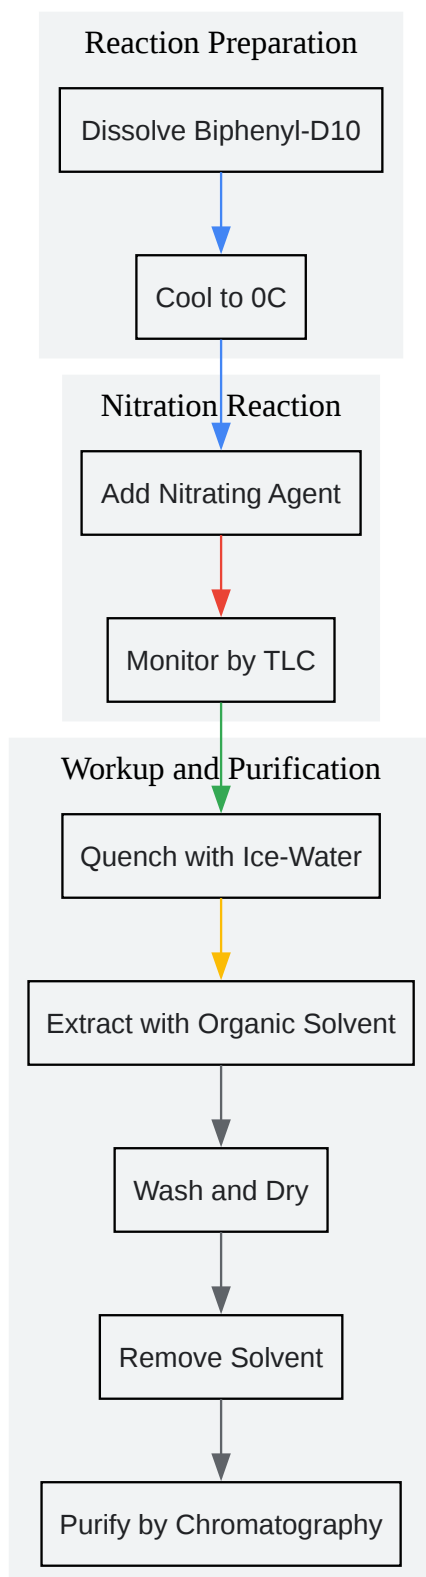 Reaction Preparation
Dissolve Biphenyl-D10
Cool to 0C
Nitration Reaction
Add Nitrating Agent
Monitor by TLC
Workup and Purification
Quench with Ice-Water
Extract with Organic Solvent
Wash and Dry
Remove Solvent
Purify by Chromatography